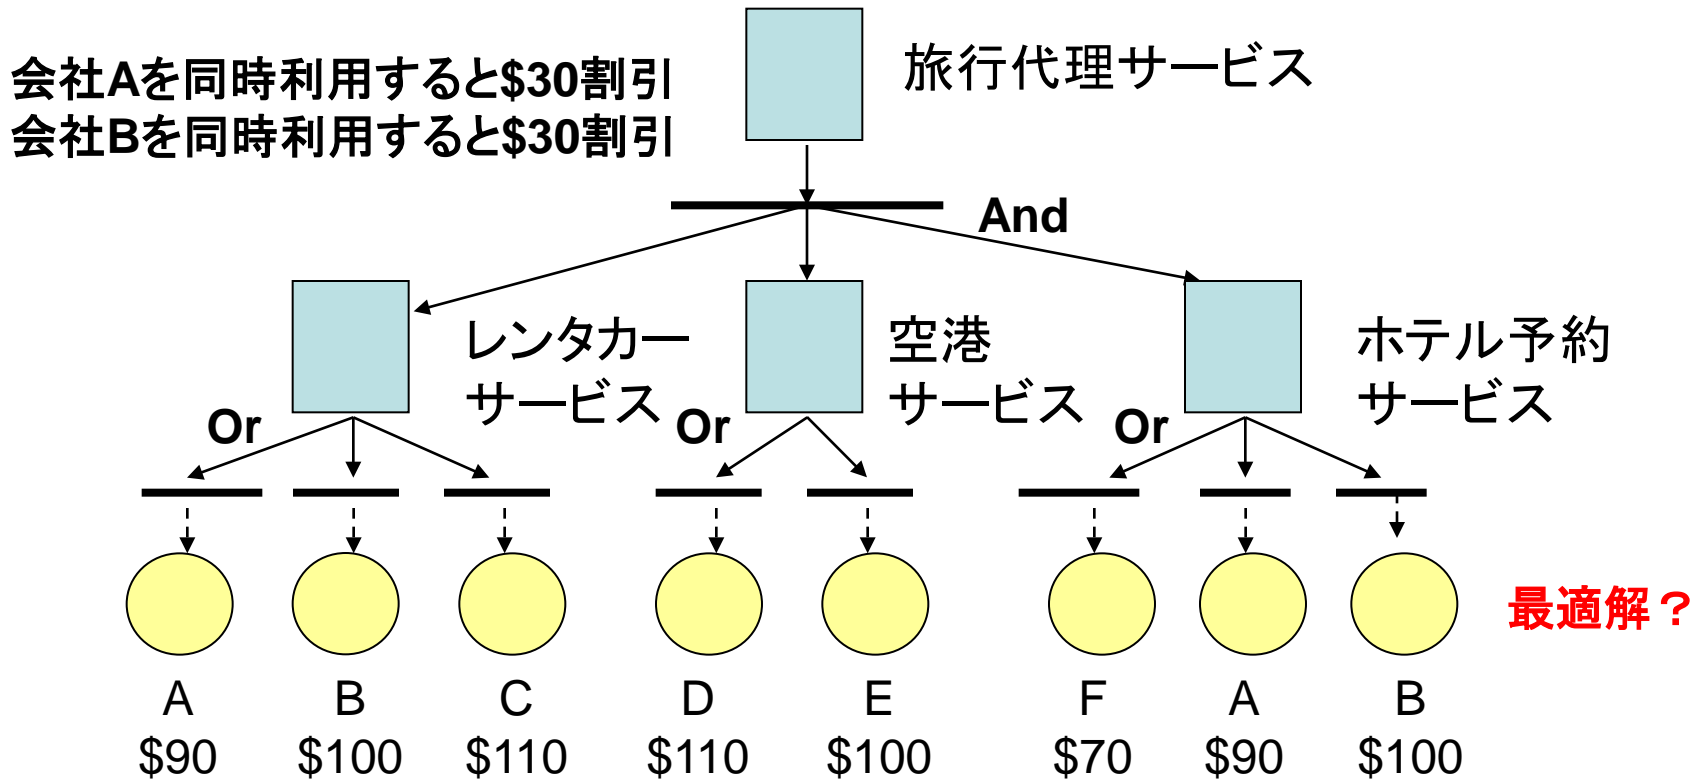 会社Aを同時利用すると$30割引
会社Bを同時利用すると$30割引
旅行代理サービス
And
レンタカー
サービス
空港
サービス
ホテル予約
サービス
Or
Or
Or
最適解？
A
B
C
D
E
F
A
B
$90
$100
$110
$110
$100
$70
$90
$100